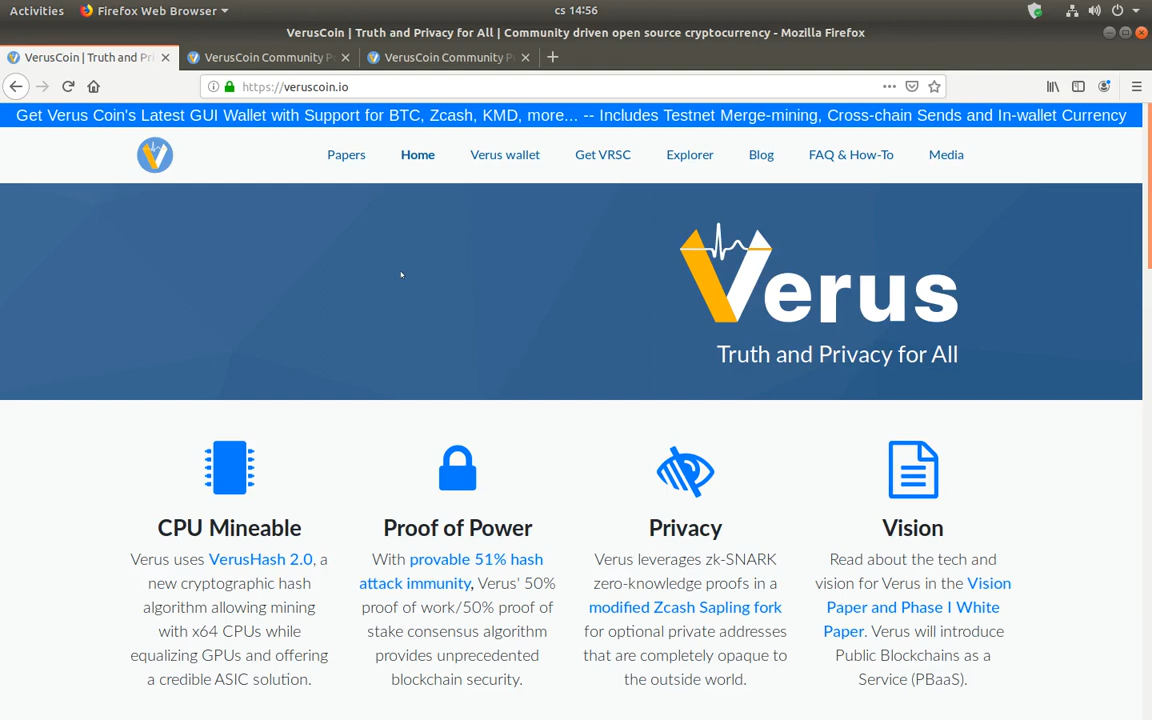 Activities
Firefox Web Browser
cs 14:56
VerusCoin | Truth and Privacy for All | Community driven open source cryptocurrency - Mozilla Firefox
VerusCoin | Truth and Pri
VerusCoin Community P
VerusCoin Community P
https://veruscoin.io
Get Verus Coin's Latest GUI Wallet with Support for BTC, Zcash, KMD, more... -- Includes Testnet Merge-mining, Cross-chain Sends and In-wallet Currency
Papers Home Verus wallet Get VRSC Explorer Blog FAQ & How-To Media
Verus
Truth and Privacy for All
CPU Mineable
Verus uses VerusHash 2.0, a
new cryptographic hash
algorithm allowing mining
with x64 CPUs while
equalizing GPUs and offering
a credible ASIC solution.
Proof of Power
With provable 51% hash
attack immunity, Verus' 50%
proof of work/50% proof of
stake consensus algorithm
provides unprecedented
blockchain security.
Privacy
Verus leverages zk-SNARK
zero-knowledge proofs in a
modified Zcash Sapling fork
for optional private addresses
that are completely opaque to
the outside world.
Vision
Read about the tech and
vision for Verus in the Vision
Paper and Phase I White
Paper. Verus will introduce
Public Blockchains as a
Service (PBaaS).